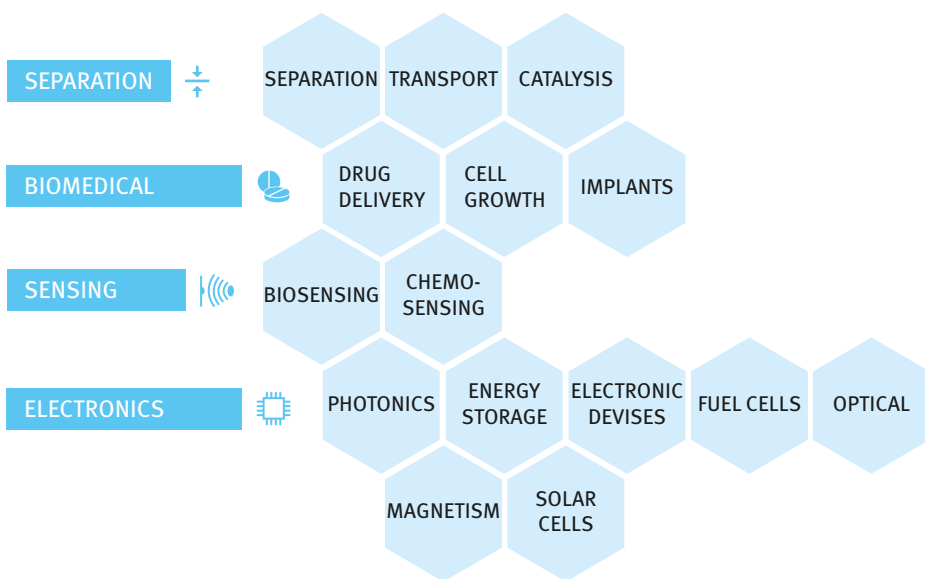 SEPARATION
SEPARATION
TRANSPORT
CATALYSIS
BIOMEDICAL
DRUG
DELIVERY
CELL
GROWTH
IMPLANTS
SENSING
BIOSENSING
CHEMO-
SENSING
ELECTRONICS
PHOTONICS
ENERGY
STORAGE
ELECTRONIC
DEVISES
FUEL CELLS
OPTICAL
MAGNETISM
SOLAR
CELLS